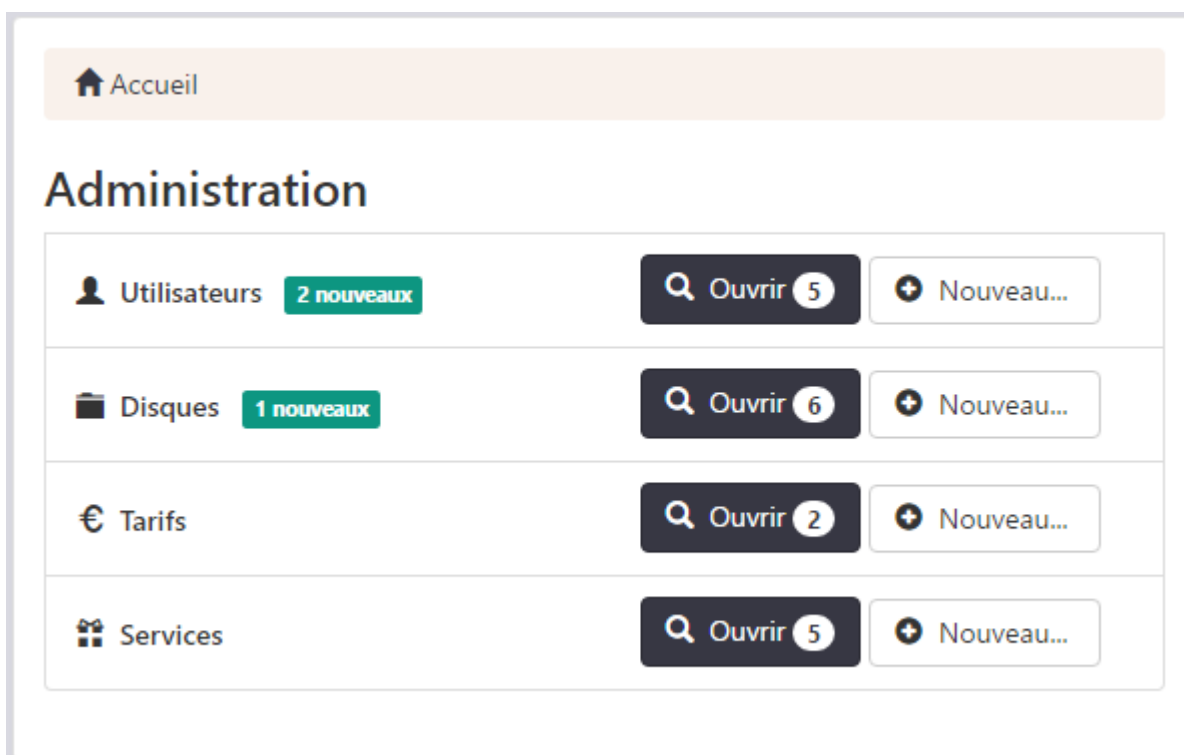 Accueil
Administration
Utilisateurs 2 nouveaux Ouvrir 5 Nouveau...
Disques 1 nouveaux Ouvrir 6 Nouveau...
€ Tarifs Ouvrir 2 Nouveau...
Services Ouvrir 5 Nouveau...